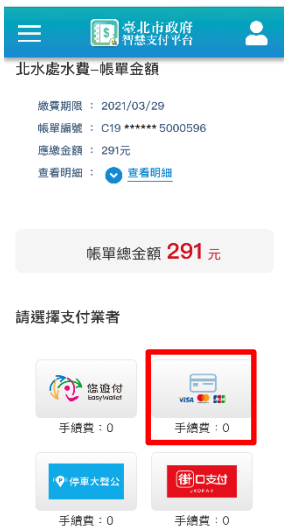 臺北市政府
智慧支付平台
北水處水費–帳單金額
繳費期限 : 2021/03/29
帳單編號 : C19 ****** 5000596
應繳金額 : 291元
查看明細 : 查看明細
帳單總金額 291 元
請選擇支付業者
悠遊付
EasyWallet
手續費：0
VISA
手續費：0
停車大聲公
手續費：0
街口支付
JKOPAY
手續費：0